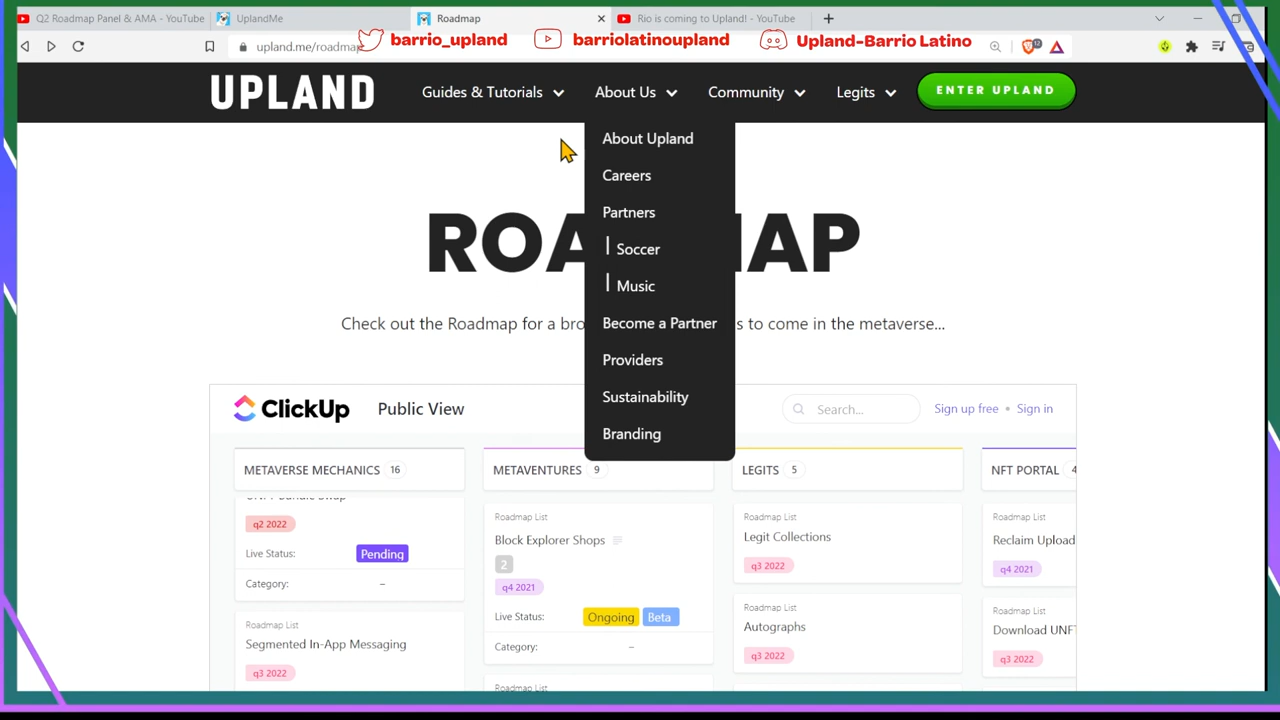 Q2 Roadmap Panel & AMA - YouTube
UplandMe
Roadmap
Rio is coming to Upland! - YouTube
upland.me/roadmap
barrio_upland
barriolatinoupland
Upland-Barrio Latino
12
UPLAND
Guides & Tutorials
About Us
Community
Legits
ENTER UPLAND
About Upland
Careers
Partners
Soccer
Music
Become a Partner
Providers
Sustainability
Branding
ROA MAP
Check out the Roadmap for a bro s to come in the metaverse...
ClickUp
Public View
Search...
Sign up free • Sign in
METAVERSE MECHANICS 16
q2 2022
Live Status: Pending
Category: –
Roadmap List
Segmented In-App Messaging
q3 2022
METAVENTURES 9
Roadmap List
Block Explorer Shops
2
q4 2021
Live Status: Ongoing Beta
Category: –
Roadmap List
LEGITS 5
Roadmap List
Legit Collections
q3 2022
Roadmap List
Autographs
q3 2022
NFT PORTAL 4
Roadmap List
Reclaim Upload
q4 2021
Roadmap List
Download UNFT
q3 2022